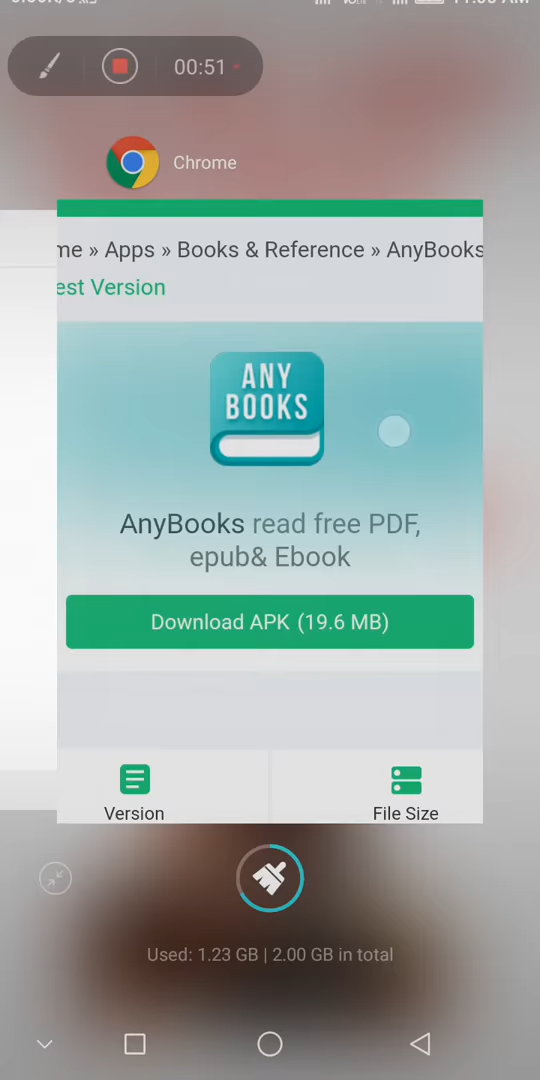 00:51
Chrome
me » Apps » Books & Reference » AnyBooks
est Version
ANY
BOOKS
AnyBooks read free PDF,
epub& Ebook
Download APK (19.6 MB)
Version
File Size
Used: 1.23 GB | 2.00 GB in total